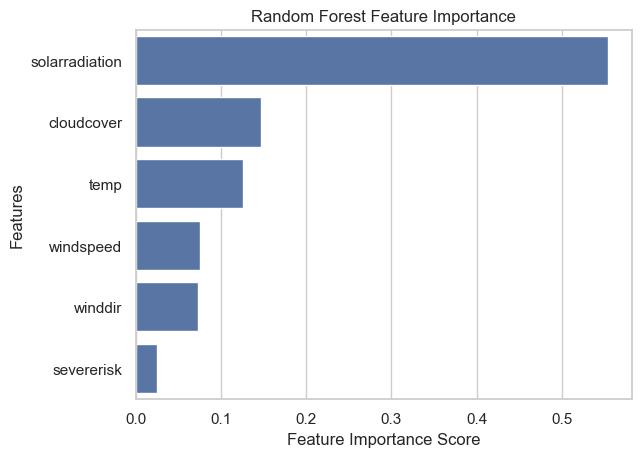 Random Forest Feature Importance
solarradiation
cloudcover
temp
windspeed
winddir
severerisk
Features
0.0 0.1 0.2 0.3 0.4 0.5
Feature Importance Score